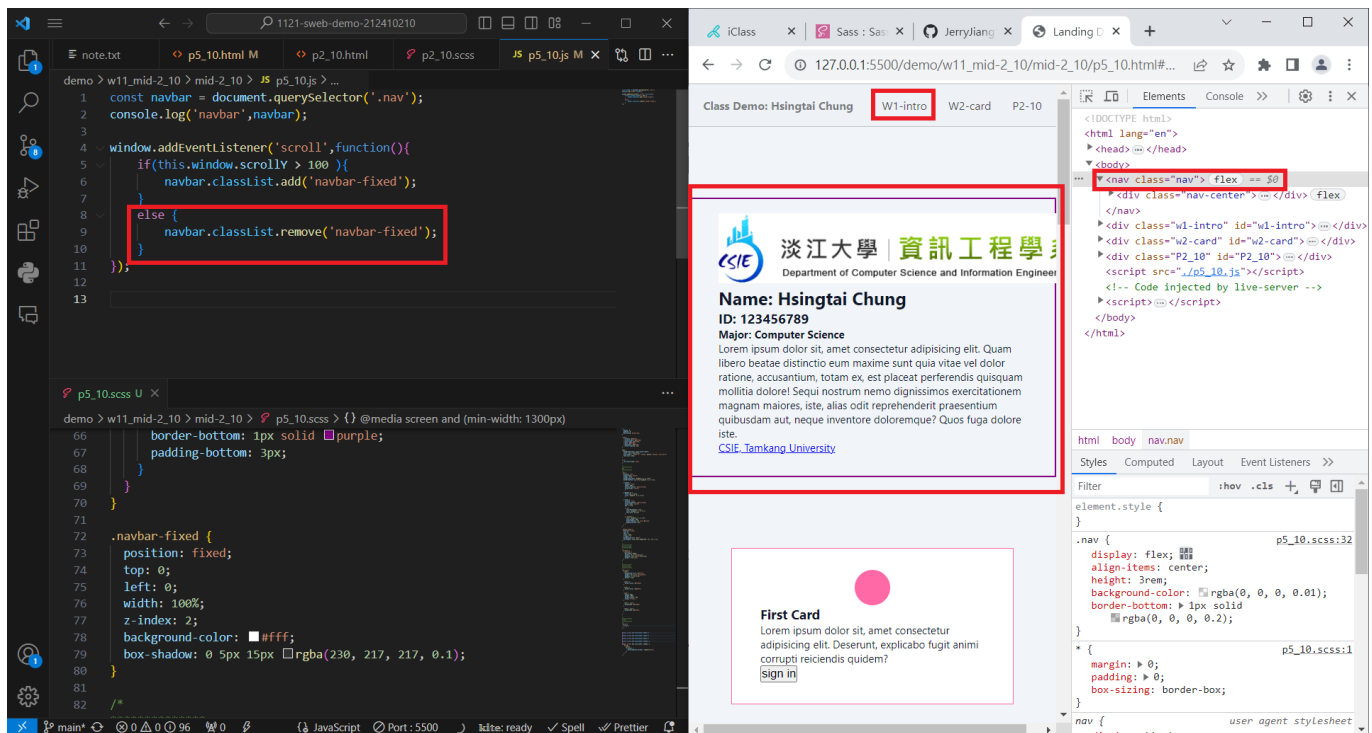 1121-sweb-demo-212410210
note.txt
p5_10.html M
p2_10.html
p2_10.scss
JS p5_10.js M
demo > w11_mid-2_10 > mid-2_10 > JS p5_10.js > ...
1 const navbar = document.querySelector('.nav');
2 console.log('navbar',navbar);
3
4 window.addEventListener('scroll',function(){
5 if(this.window.scrollY > 100 ){
6 navbar.classList.add('navbar-fixed');
7 }
8 else {
9 navbar.classList.remove('navbar-fixed');
10 }
11 });
12
13
p5_10.scss U
demo > w11_mid-2_10 > mid-2_10 > p5_10.scss > {} @media screen and (min-width: 1300px)
66 border-bottom: 1px solid purple;
67 padding-bottom: 3px;
68 }
69 }
70 }
71
72 .navbar-fixed {
73 position: fixed;
74 top: 0;
75 left: 0;
76 width: 100%;
77 z-index: 2;
78 background-color: #fff;
79 box-shadow: 0 5px 15px rgba(230, 217, 217, 0.1);
80 }
81
82 /*
main* 0 0 96 0 {} JavaScript Port : 5500 kite: ready Spell Prettier
iClass
Sass : Sas
JerryJiang
Landing D
127.0.0.1:5500/demo/w11_mid-2_10/mid-2_10/p5_10.html#...
Class Demo: Hsingtai Chung W1-intro W2-card P2-10
CSIE
淡江大學 資訊工程學
Department of Computer Science and Information Engineer
Name: Hsingtai Chung
ID: 123456789
Major: Computer Science
Lorem ipsum dolor sit, amet consectetur adipisicing elit. Quam
libero beatae distinctio eum maxime sunt quia vitae vel dolor
ratione, accusantium, totam ex, est placeat perferendis quisquam
mollitia dolore! Sequi nostrum nemo dignissimos exercitationem
magnam maiores, iste, alias odit reprehenderit praesentium
quibusdam aut, neque inventore doloremque? Quos fuga dolore
iste.
CSIE, Tamkang University
First Card
Lorem ipsum dolor sit, amet consectetur
adipisicing elit. Deserunt, explicabo fugit animi
corrupti reiciendis quidem?
sign in
Elements Console
<!DOCTYPE html>
<html lang="en">
<head> … </head>
<body>
<nav class="nav"> flex == $0
<div class="nav-center"> … </div> flex
</nav>
<div class="w1-intro" id="w1-intro"> … </div>
<div class="w2-card" id="w2-card"> … </div>
<div class="P2_10" id="P2_10"> … </div>
<script src="./p5_10.js"></script>
<!-- Code injected by live-server -->
<script> … </script>
</body>
</html>
html body nav.nav
Styles Computed Layout Event Listeners
Filter :hov .cls
element.style {
}
.nav { p5_10.scss:32
display: flex;
align-items: center;
height: 3rem;
background-color: rgba(0, 0, 0, 0.01);
border-bottom: 1px solid
rgba(0, 0, 0, 0.2);
}
* { p5_10.scss:1
margin: 0;
padding: 0;
box-sizing: border-box;
}
nav { user agent stylesheet